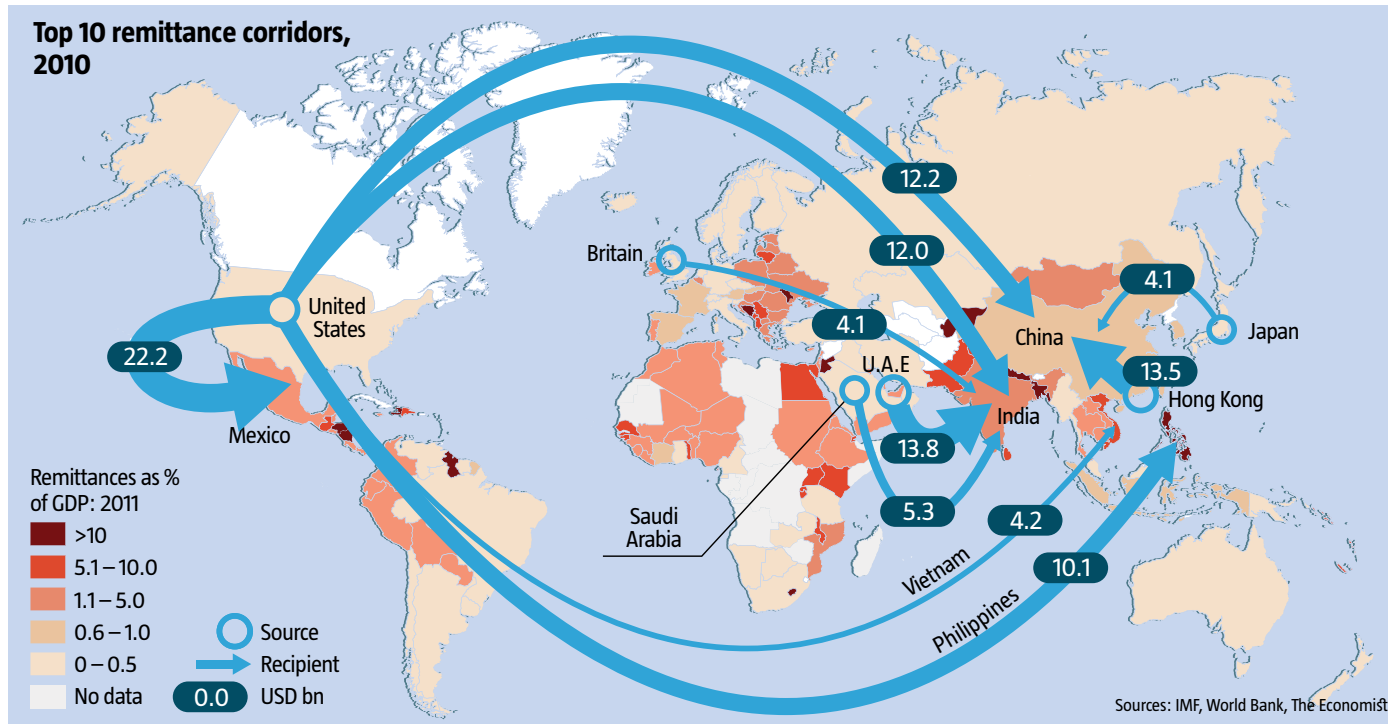 Top 10 remittance corridors,
2010
12.2
Britain
12.0
United
States
4.1
4.1
China
Japan
22.2
U.A.E
13.5
Hong Kong
India
Mexico
13.8
Remittances as %
of GDP: 2011
>10
5.1 – 10.0
1.1 – 5.0
0.6 – 1.0
0 – 0.5
No data
Source
Recipient
0.0 USD bn
Saudi
Arabia
5.3
4.2
Vietnam
10.1
Philippines
Sources: IMF, World Bank, The Economist